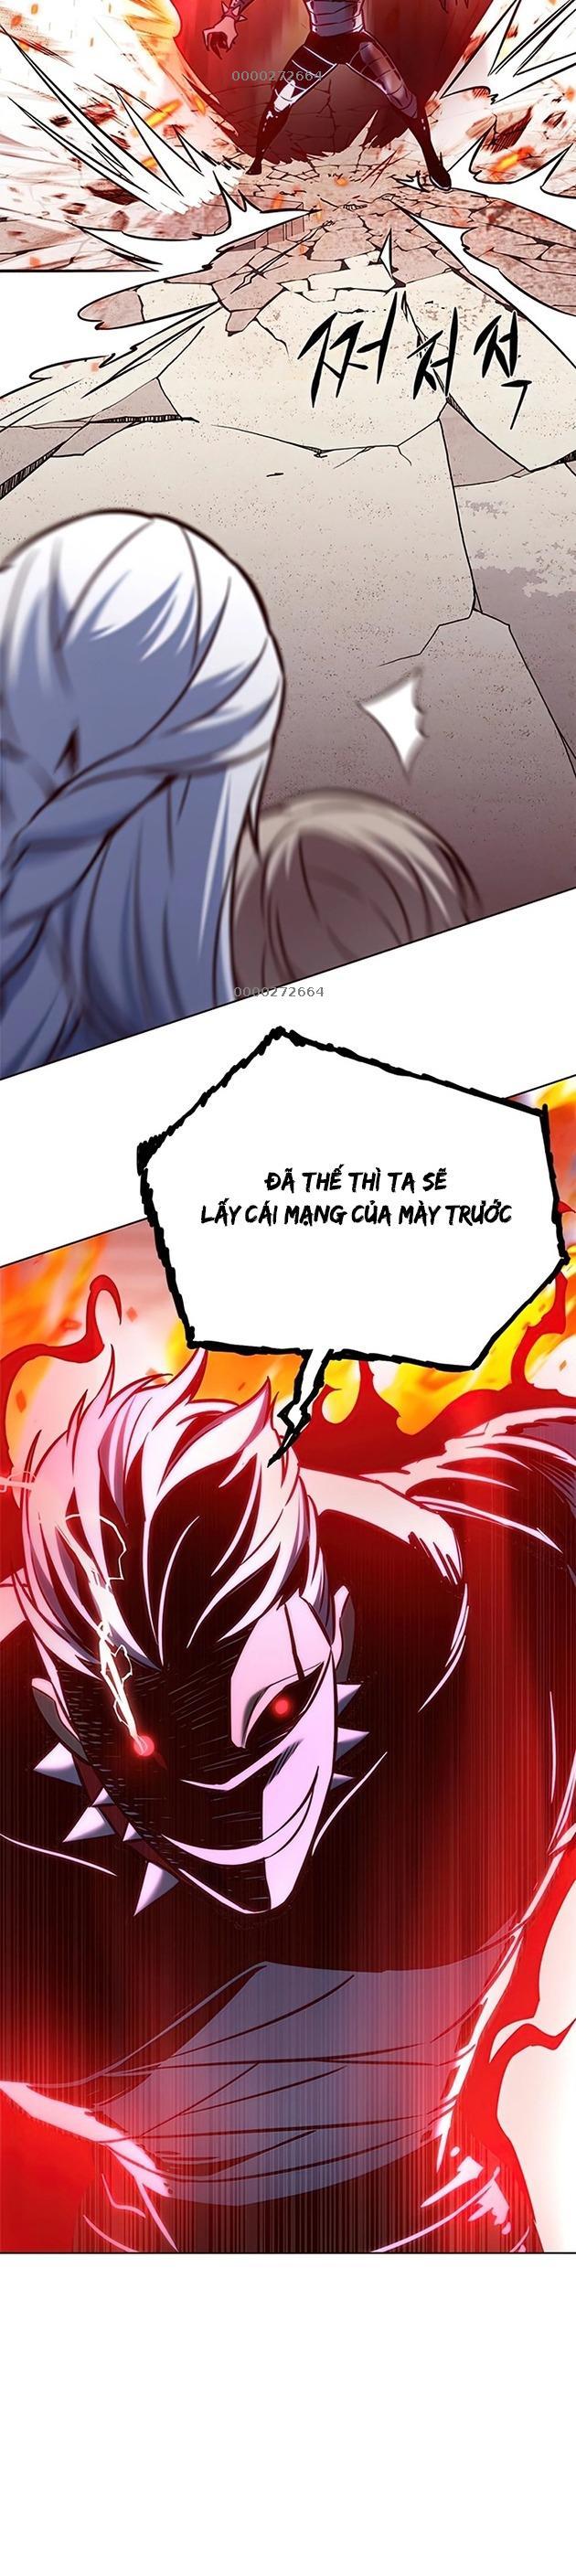 0000272664
쩌저적
0000272664
ĐÃ THẾ THÌ TA SẼ
LẤY CÁI MẠNG CỦA MÀY TRƯỚC